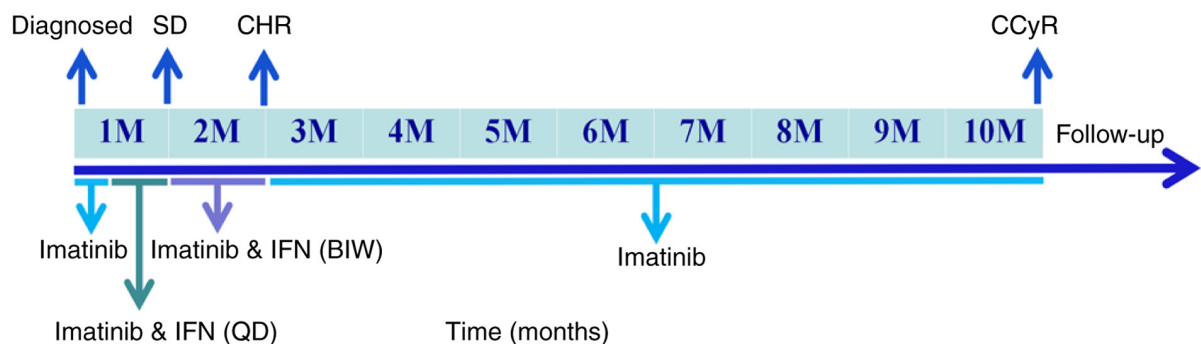 Diagnosed SD CHR CCyR
1M 2M 3M 4M 5M 6M 7M 8M 9M 10M Follow-up
Imatinib Imatinib & IFN (BIW) Imatinib
Imatinib & IFN (QD) Time (months)